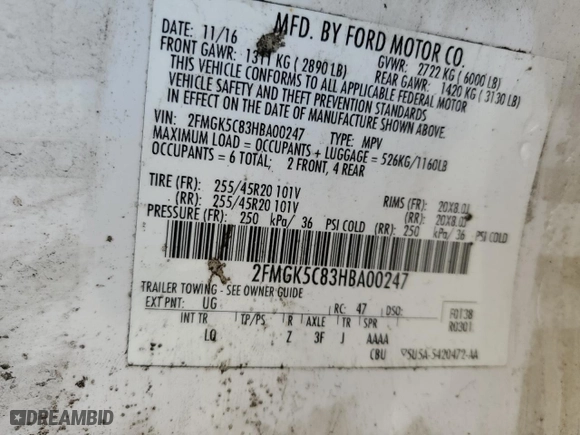 MFD. BY FORD MOTOR CO.
DATE: 11/16 GVWR: 2722 KG (6000 LB)
FRONT GAWR: 1311 KG (2890 LB) REAR GAWR: 1420 KG (3130 LB)
THIS VEHICLE CONFORMS TO ALL APPLICABLE FEDERAL MOTOR
VEHICLE SAFETY AND THEFT PREVENTION STANDARDS
IN EFFECT ON THE DATE OF MANUFACTURE SHOWN ABOVE.
VIN: 2FMGK5C83HBA00247 TYPE: MPV
MAXIMUM LOAD = OCCUPANTS + LUGGAGE = 526KG/1160LB
OCCUPANTS = 6 TOTAL; 2 FRONT, 4 REAR
TIRE (FR): 255/45R20 101V RIMS (FR): 20X8.0J
(RR): 255/45R20 101V (RR): 20X8.0J
PRESSURE (FR): 250 kPa/ 36 PSI COLD (RR): 250 kPa/ 36 PSI COLD
2FMGK5C83HBA00247
TRAILER TOWING - SEE OWNER GUIDE
EXT PNT: UG RC: 47 DSO: F0138
R0301
INT TR TP/PS R AXLE TR SPR
LQ Z 3F J AAAA
CBU 5U5A-5420472-AA
DREAMBID